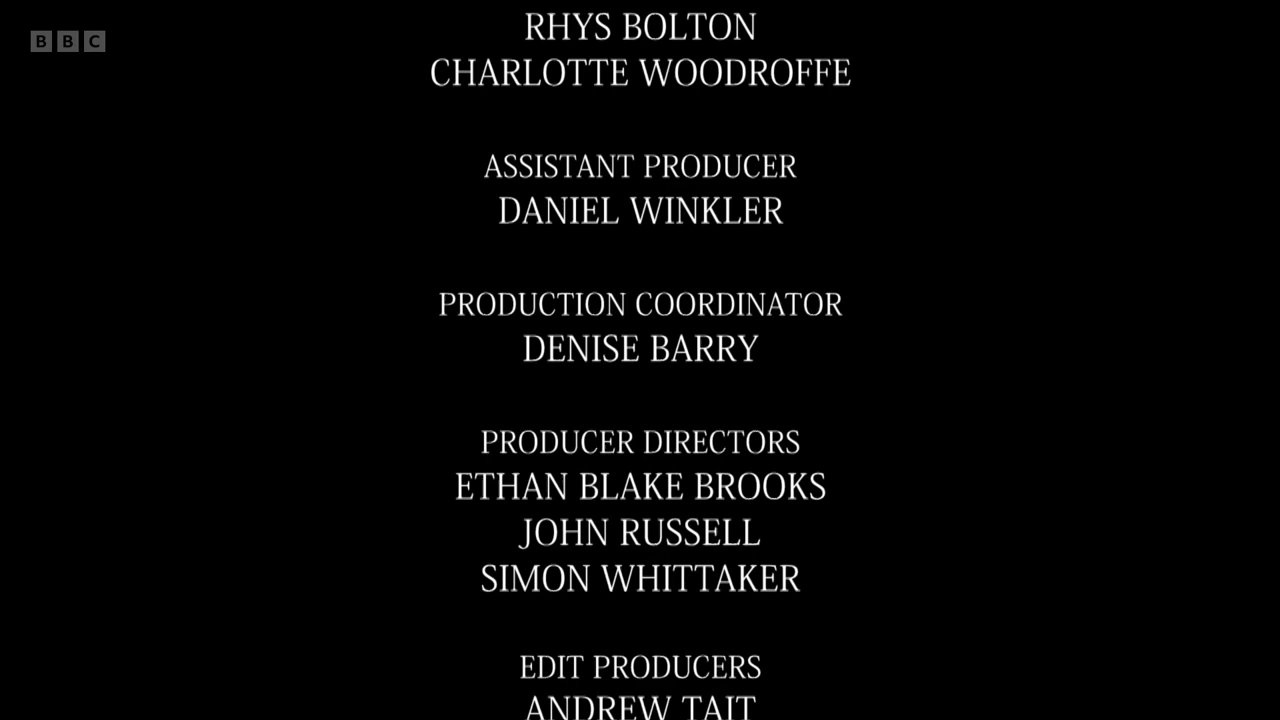 BBC
RHYS BOLTON
CHARLOTTE WOODROFFE
ASSISTANT PRODUCER
DANIEL WINKLER
PRODUCTION COORDINATOR
DENISE BARRY
PRODUCER DIRECTORS
ETHAN BLAKE BROOKS
JOHN RUSSELL
SIMON WHITTAKER
EDIT PRODUCERS
ANDREW TAIT